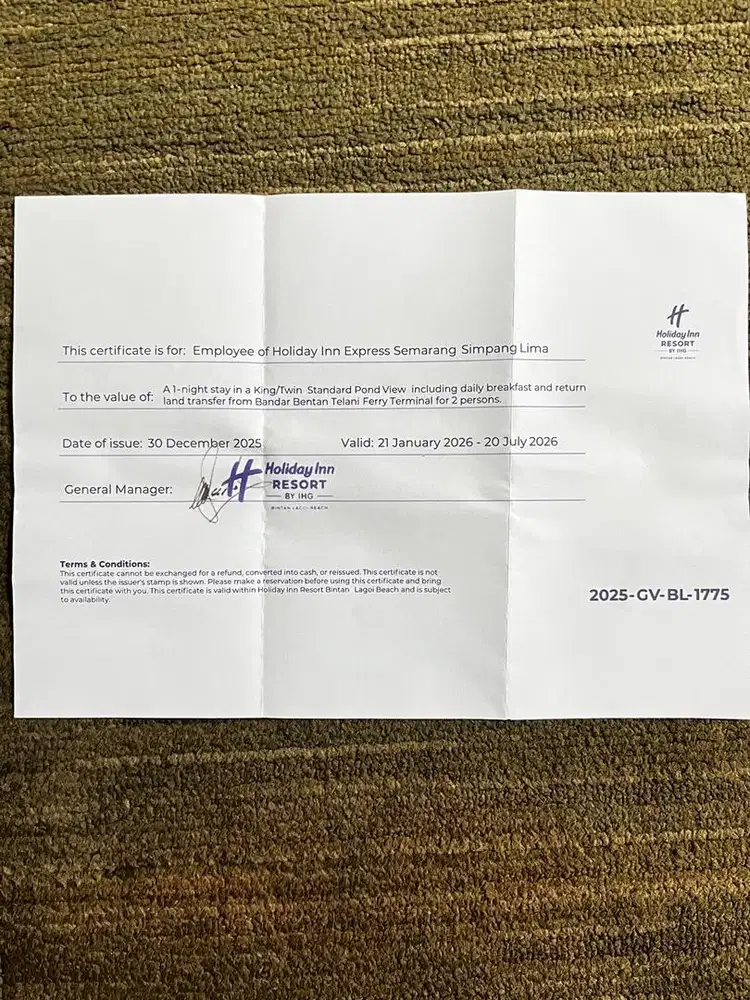 This certificate is for: Employee of Holiday Inn Express Semarang Simpang Lima
Holiday Inn
RESORT
BY IHG
BINTAN LAGOI BEACH
To the value of: A 1-night stay in a King/Twin Standard Pond View including daily breakfast and return
land transfer from Bandar Bentan Telani Ferry Terminal for 2 persons.
Date of issue: 30 December 2025 Valid: 21 January 2026 - 20 July 2026
General Manager:
Holiday Inn
RESORT
BY IHG
BINTAN LAGOI BEACH
Terms & Conditions:
This certificate cannot be exchanged for a refund, converted into cash, or reissued. This certificate is not
valid unless the issuer's stamp is shown. Please make a reservation before using this certificate and bring
this certificate with you. This certificate is valid within Holiday Inn Resort Bintan Lagoi Beach and is subject
to availability.
2025-GV-BL-1775